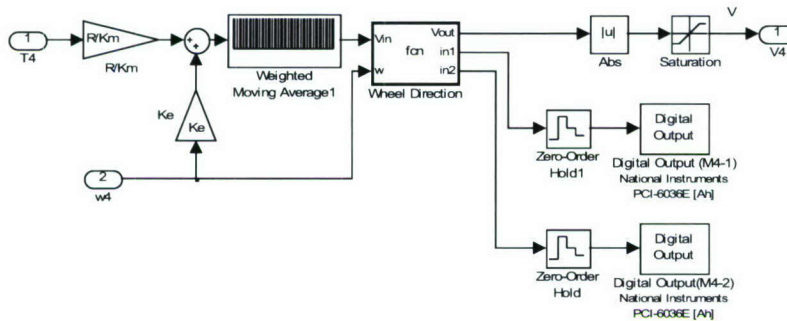 1
T4
R/Km
R/Km
+
+
Weighted
Moving Average1
Vin
w
fcn
Vout
in1
in2
Wheel Direction
|u|
Abs
Saturation
V
1
V4
Ke
Ke
2
w4
Zero-Order
Hold1
Digital
Output
Digital Output (M4-1)
National Instruments
PCI-6036E [Ah]
Zero-Order
Hold
Digital
Output
Digital Output(M4-2)
National Instruments
PCI-6036E [Ah]